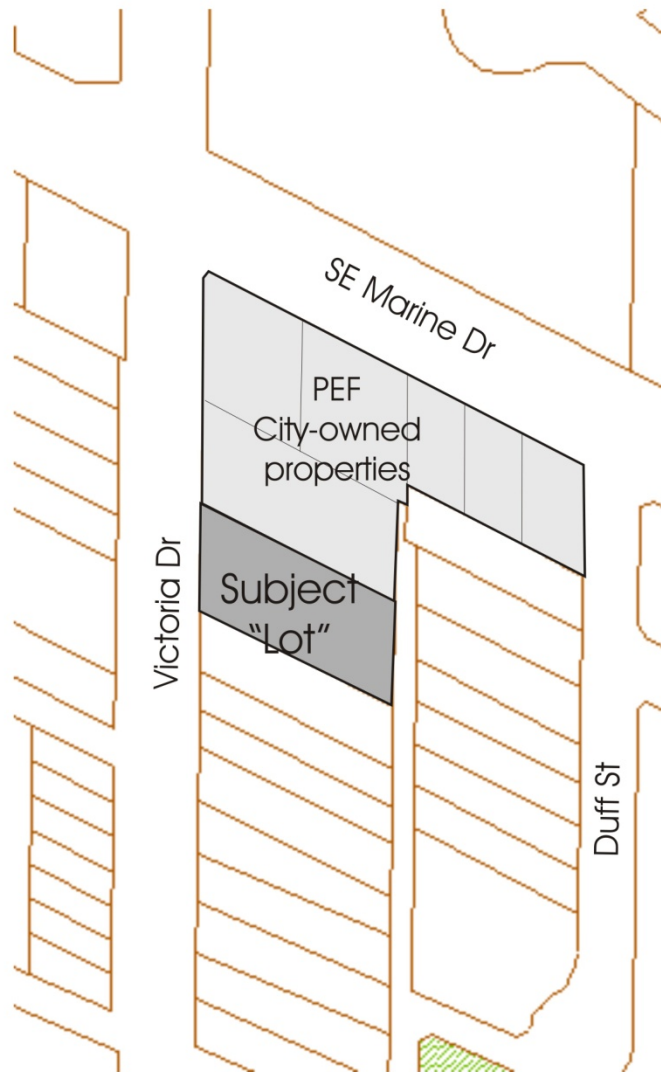 SE Marine Dr
PEF
City-owned
properties
Subject
“Lot”
Victoria Dr
Duff St